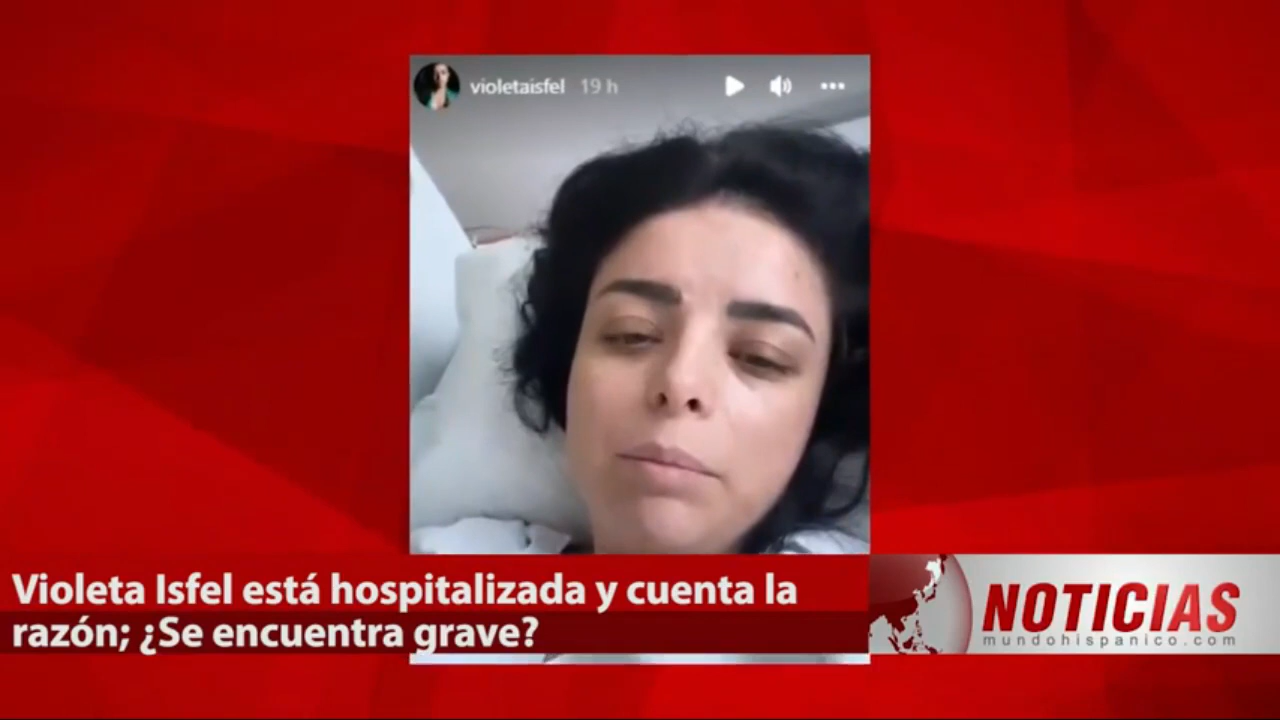 violetaisfel 19 h
Violeta Isfel está hospitalizada y cuenta la
razón; ¿Se encuentra grave?
NOTICIAS
mundohispanico.com